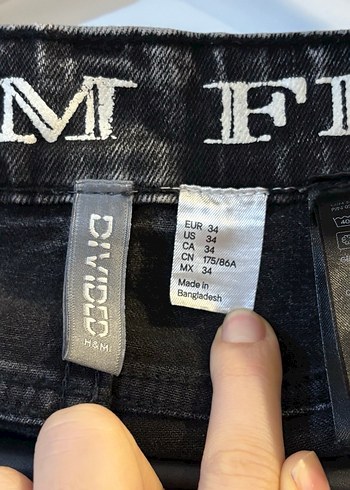 M FI
DIVIDED
H&M
EUR 34
US 34
CA 34
CN 175/86A
MX 34
Made in
Bangladesh